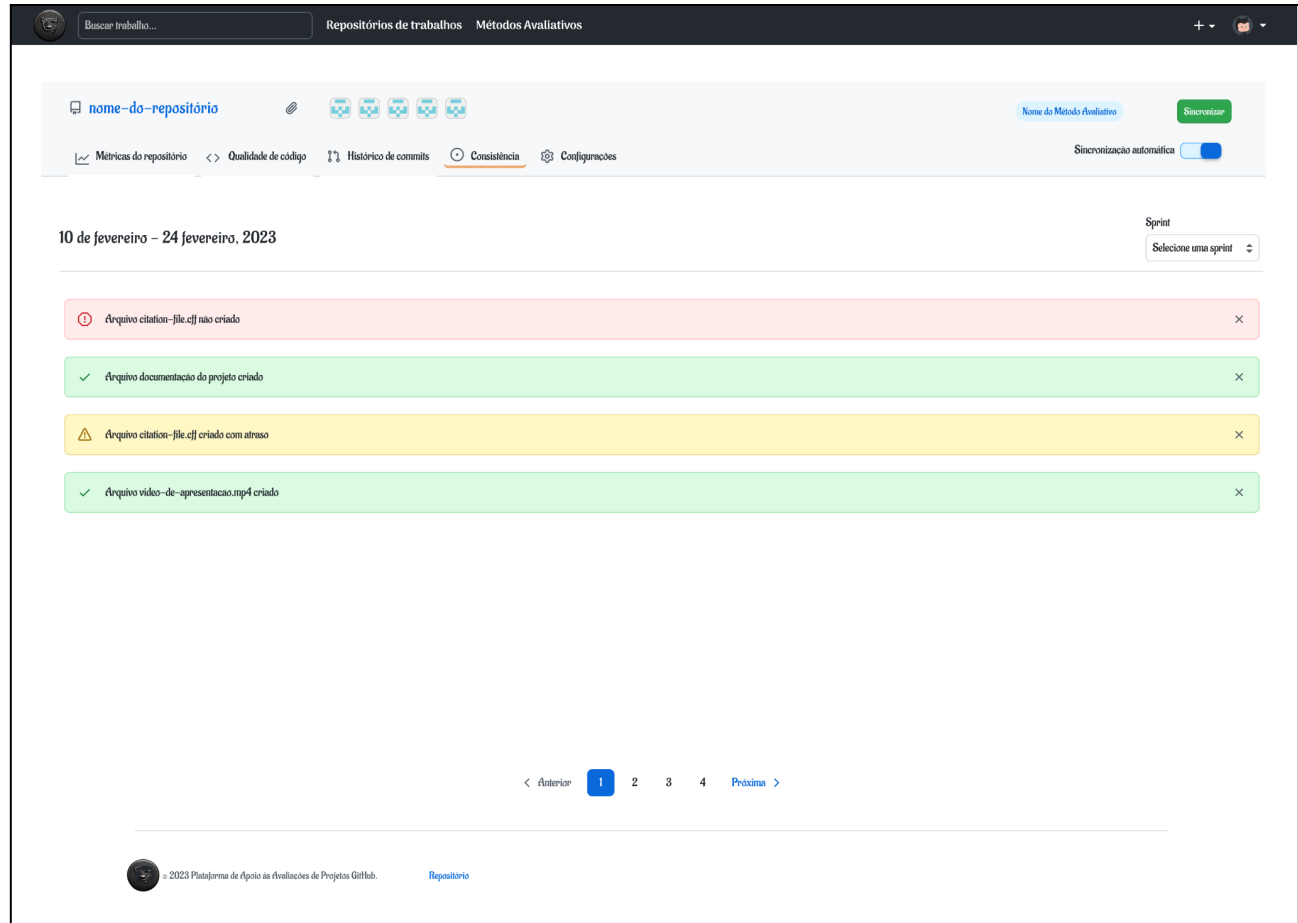 Buscar trabalho...
Repositórios de trabalhos
Métodos Avaliativos
nome-do-repositório
Nome do Método Avaliativo
Sincronizar
Métricas do repositório
Qualidade de código
Histórico de commits
Consistência
Configurações
Sincronização automática
10 de fevereiro - 24 fevereiro, 2023
Sprint
Selecione uma sprint
Arquivo citation-file.cff não criado
Arquivo documentação do projeto criado
Arquivo citation-file.cff criado com atraso
Arquivo video-de-apresentacao.mp4 criado
Anterior 1 2 3 4 Próxima
© 2023 Plataforma de Apoio às Avaliações de Projetos GitHub.
Repositório